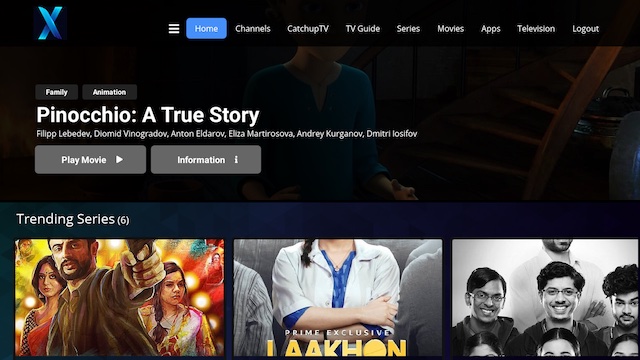 X
Home Channels CatchupTV TV Guide Series Movies Apps Television Logout
Family Animation
Pinocchio: A True Story
Filipp Lebedev, Diomid Vinogradov, Anton Eldarov, Eliza Martirosova, Andrey Kurganov, Dmitri Iosifov
Play Movie Information i
Trending Series (6)
PRIME EXCLUSIVE
LAAKHON